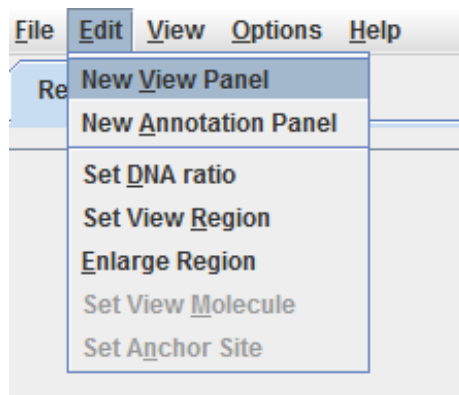 File Edit View Options Help
Re
New View Panel
New Annotation Panel
Set DNA ratio
Set View Region
Enlarge Region
Set View Molecule
Set Anchor Site